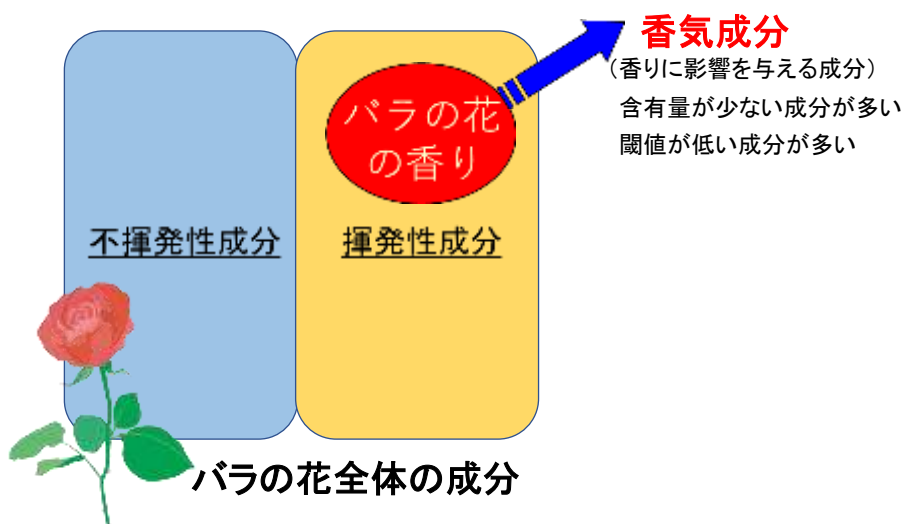 香気成分
（香りに影響を与える成分）
含有量が少ない成分が多い
閾値が低い成分が多い
バラの花
の香り
不揮発性成分
揮発性成分
バラの花全体の成分